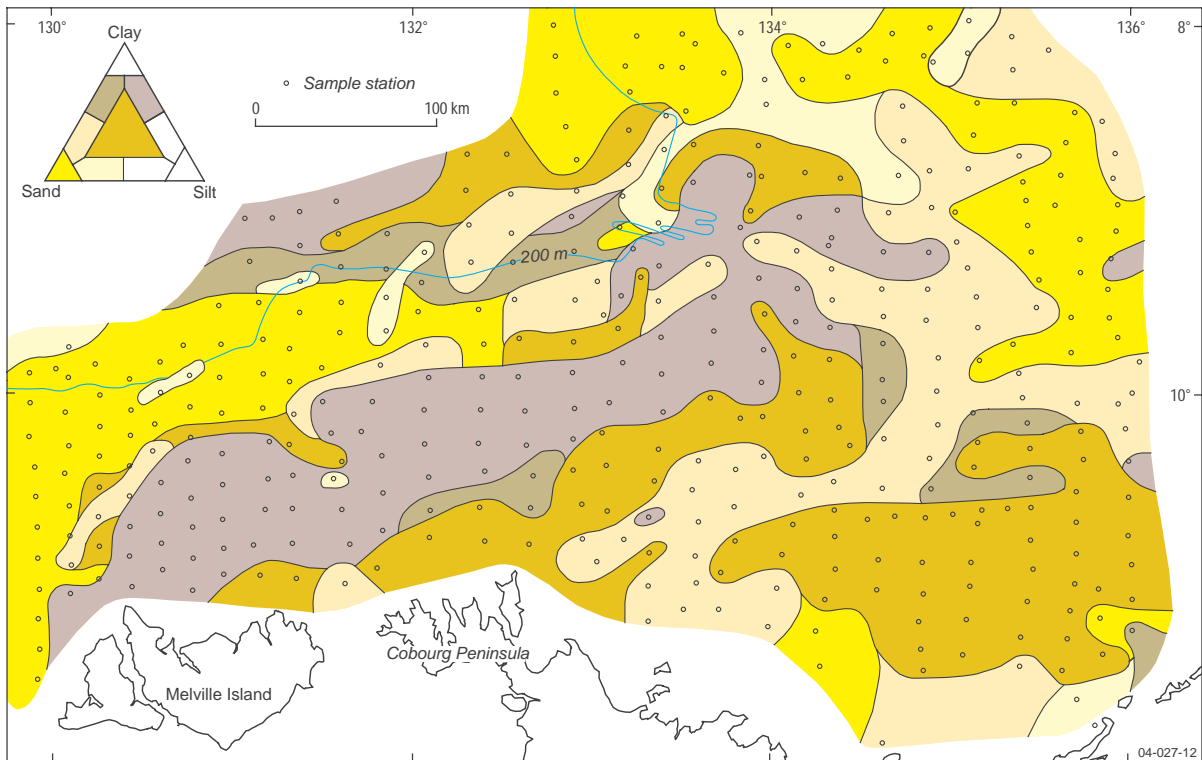 130°
132°
134°
136°
8°
Clay
Sample station
0
100 km
Sand
Silt
200 m
10°
Cobourg Peninsula
Melville Island
04-027-12